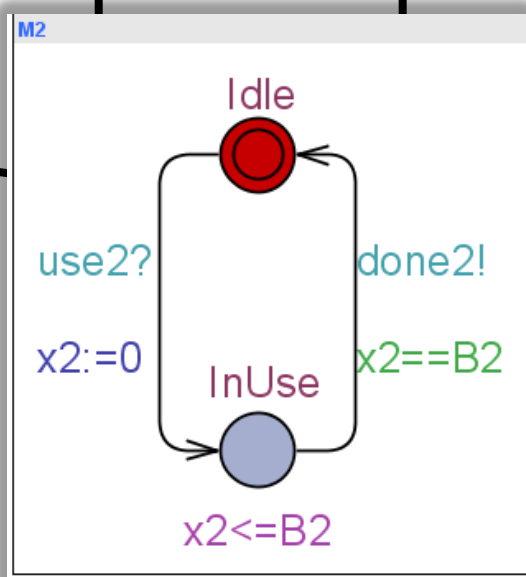 M2
Idle
use2?
done2!
x2:=0
x2==B2
InUse
x2<=B2